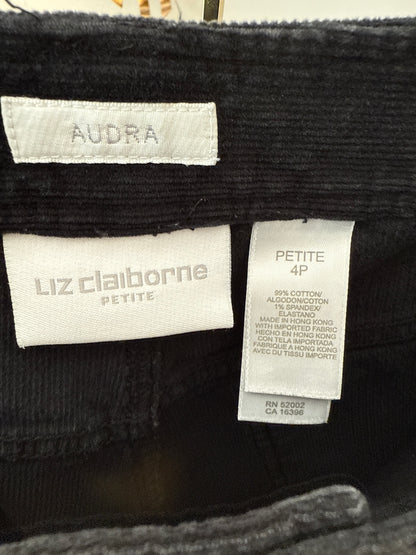 AUDRA
LIZ claiborne
PETITE
PETITE
4P
99% COTTON/
ALGODON/COTON
1% SPANDEX/
ELASTANO
MADE IN HONG KONG
WITH IMPORTED FABRIC
HECHO EN HONG KONG
CON TELA IMPORTADA
FABRIQUE A HONG KONG
AVEC DU TISSU IMPORTE
RN 52002
CA 16396